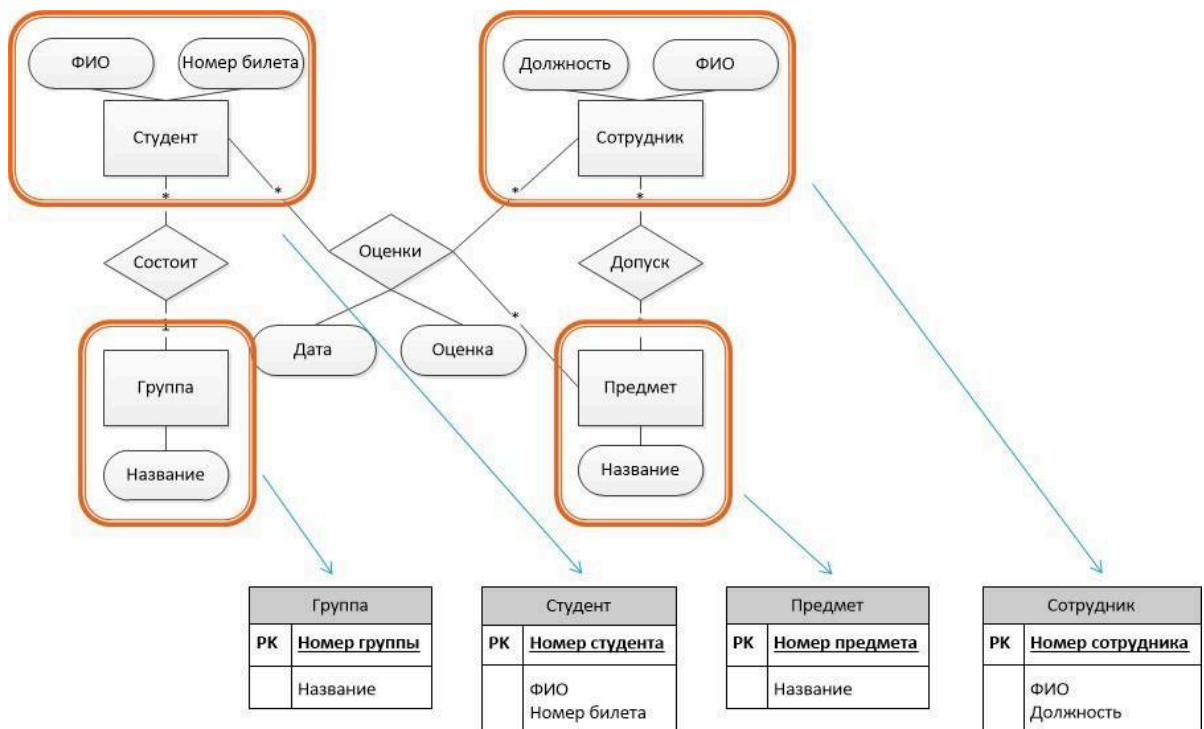 ФИО
Номер билета
Должность
ФИО
Студент
Сотрудник
*
*
*
*
Состоит
Оценки
Допуск
1
*
*
Дата
Оценка
Группа
Предмет
Название
Название
Группа
PK Номер группы
Название
Студент
PK Номер студента
ФИО
Номер билета
Предмет
PK Номер предмета
Название
Сотрудник
PK Номер сотрудника
ФИО
Должность